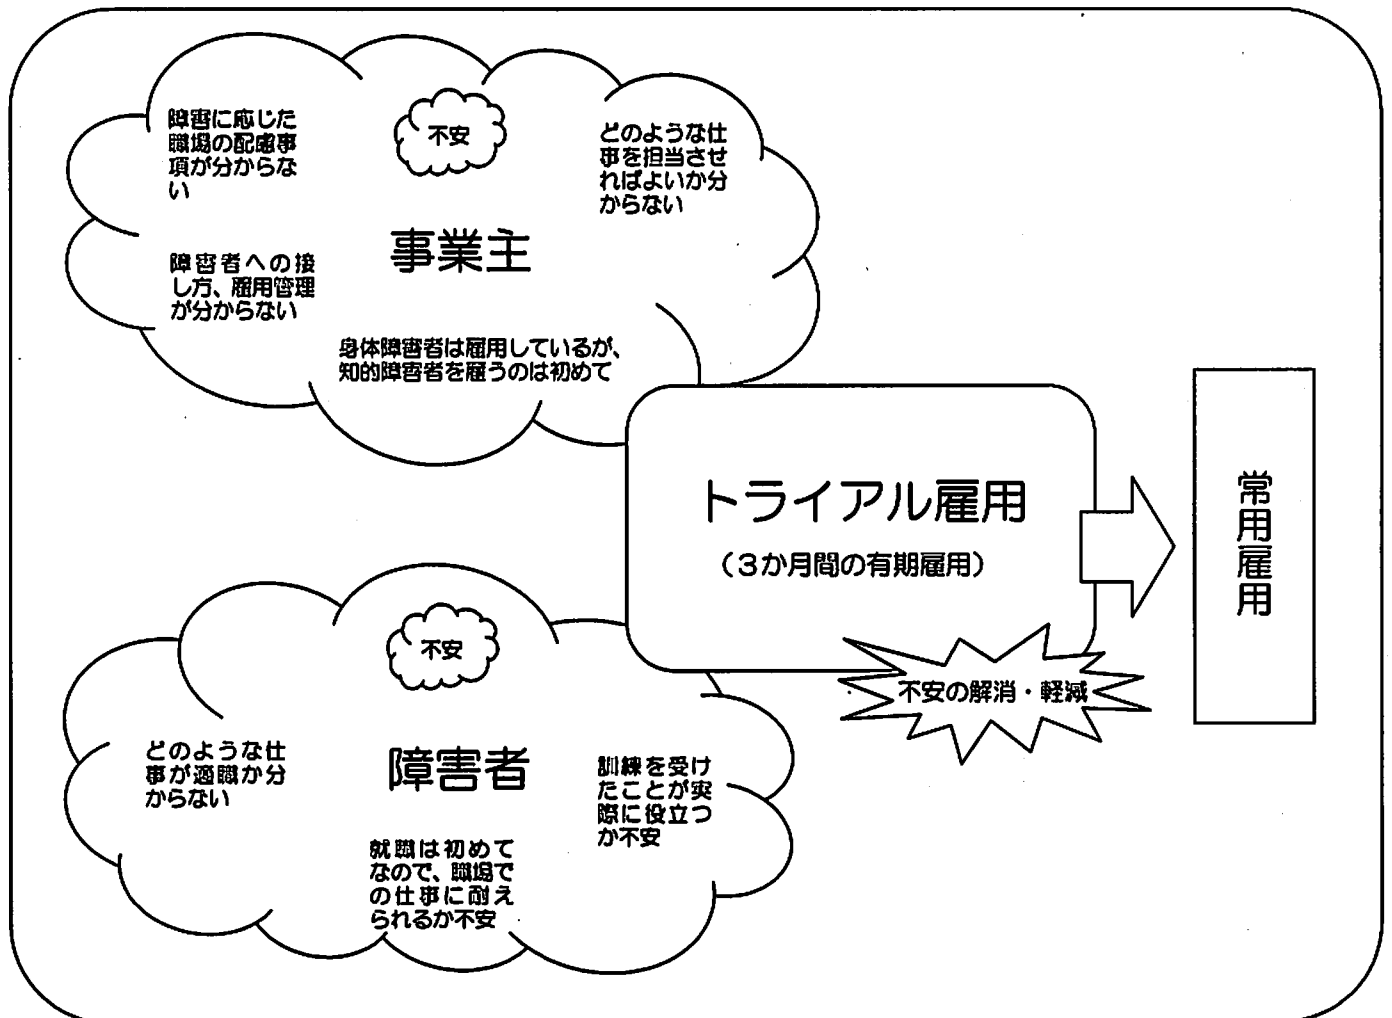 不安
障害に応じた
職場の配慮事
項が分からな
い
どのような仕
事を担当させ
ればよいか分
からない
事業主
障害者への接
し方、雇用管理
が分からない
身体障害者は雇用しているが、
知的障害者を雇うのは初めて
トライアル雇用
（３か月間の有期雇用）
常用雇用
不安の解消・軽減
不安
障害者
どのような仕
事が適職か分
からない
訓練を受け
たことが実
際に役立つ
か不安
就職は初めて
なので、職場で
の仕事に耐え
られるか不安